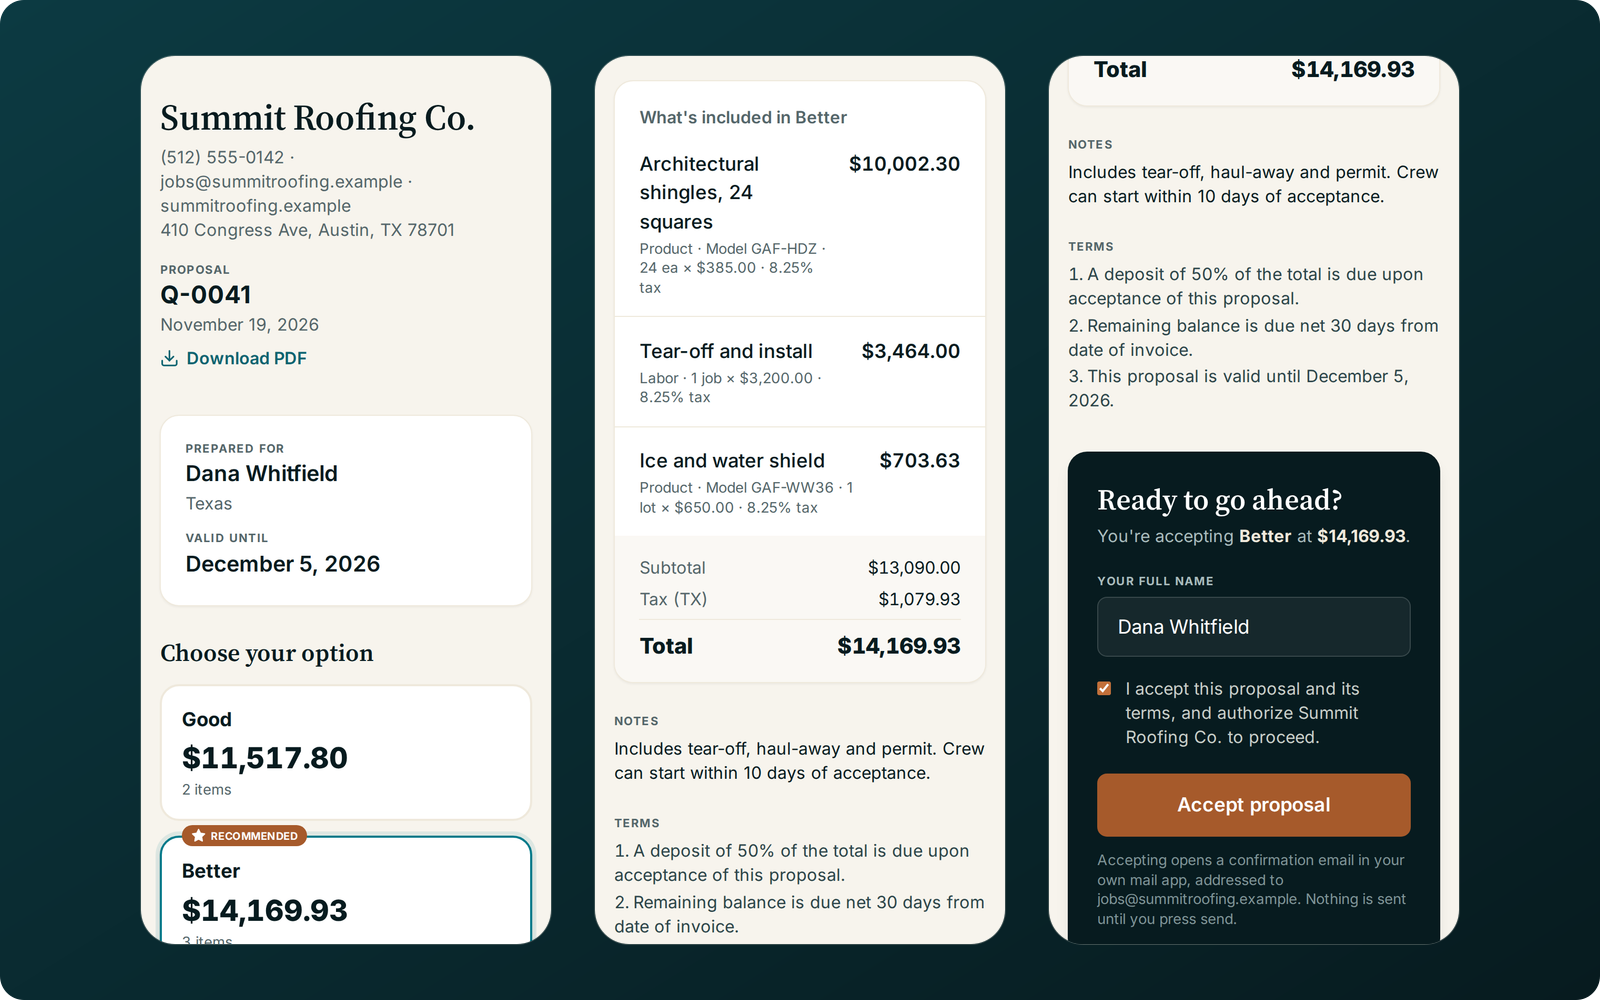 Summit Roofing Co.
(512) 555-0142 ·
jobs@summitroofing.example ·
summitroofing.example
410 Congress Ave, Austin, TX 78701
PROPOSAL
Q-0041
November 19, 2026
Download PDF
PREPARED FOR
Dana Whitfield
Texas
VALID UNTIL
December 5, 2026
Choose your option
Good
$11,517.80
2 items
RECOMMENDED
Better
$14,169.93
3 items
What's included in Better
Architectural shingles, 24 squares $10,002.30
Product · Model GAF-HDZ ·
24 ea × $385.00 · 8.25%
tax
Tear-off and install $3,464.00
Labor · 1 job × $3,200.00 ·
8.25% tax
Ice and water shield $703.63
Product · Model GAF-WW36 · 1
lot × $650.00 · 8.25% tax
Subtotal $13,090.00
Tax (TX) $1,079.93
Total $14,169.93
NOTES
Includes tear-off, haul-away and permit. Crew
can start within 10 days of acceptance.
TERMS
1. A deposit of 50% of the total is due upon
acceptance of this proposal.
2. Remaining balance is due net 30 days from
date of invoice.
Total $14,169.93
NOTES
Includes tear-off, haul-away and permit. Crew
can start within 10 days of acceptance.
TERMS
1. A deposit of 50% of the total is due upon
acceptance of this proposal.
2. Remaining balance is due net 30 days from
date of invoice.
3. This proposal is valid until December 5,
2026.
Ready to go ahead?
You're accepting Better at $14,169.93.
YOUR FULL NAME
Dana Whitfield
I accept this proposal and its
terms, and authorize Summit
Roofing Co. to proceed.
Accept proposal
Accepting opens a confirmation email in your
own mail app, addressed to
jobs@summitroofing.example. Nothing is sent
until you press send.